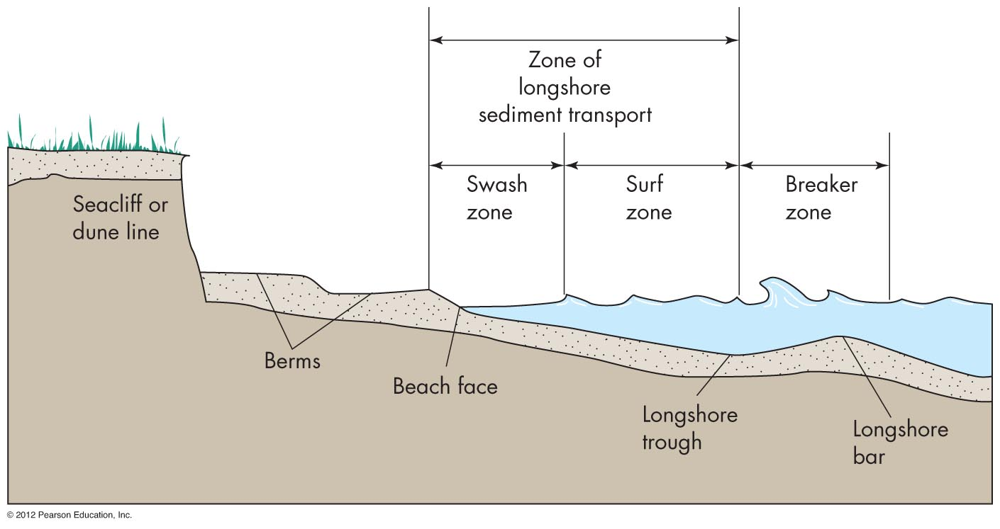 Zone of
longshore
sediment transport
Swash
zone
Surf
zone
Breaker
zone
Seacliff or
dune line
Berms
Beach face
Longshore
trough
Longshore
bar
© 2012 Pearson Education, Inc.